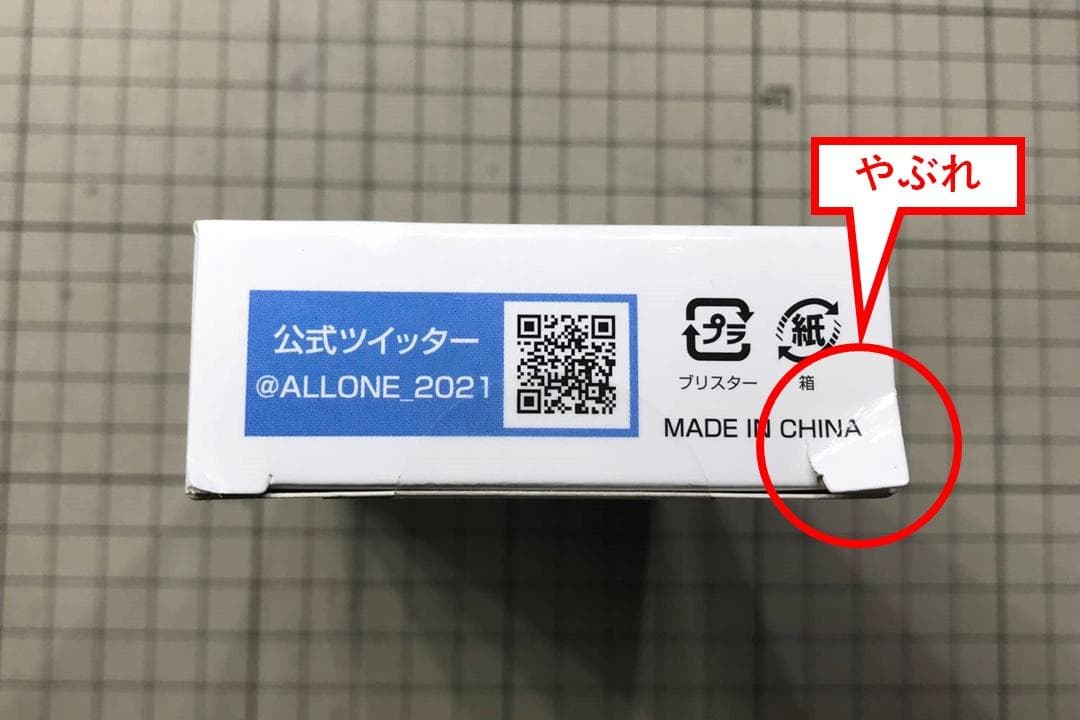 やぶれ
公式ツイッター
@ALLONE_2021
プラ
紙
ブリスター
箱
MADE IN CHINA